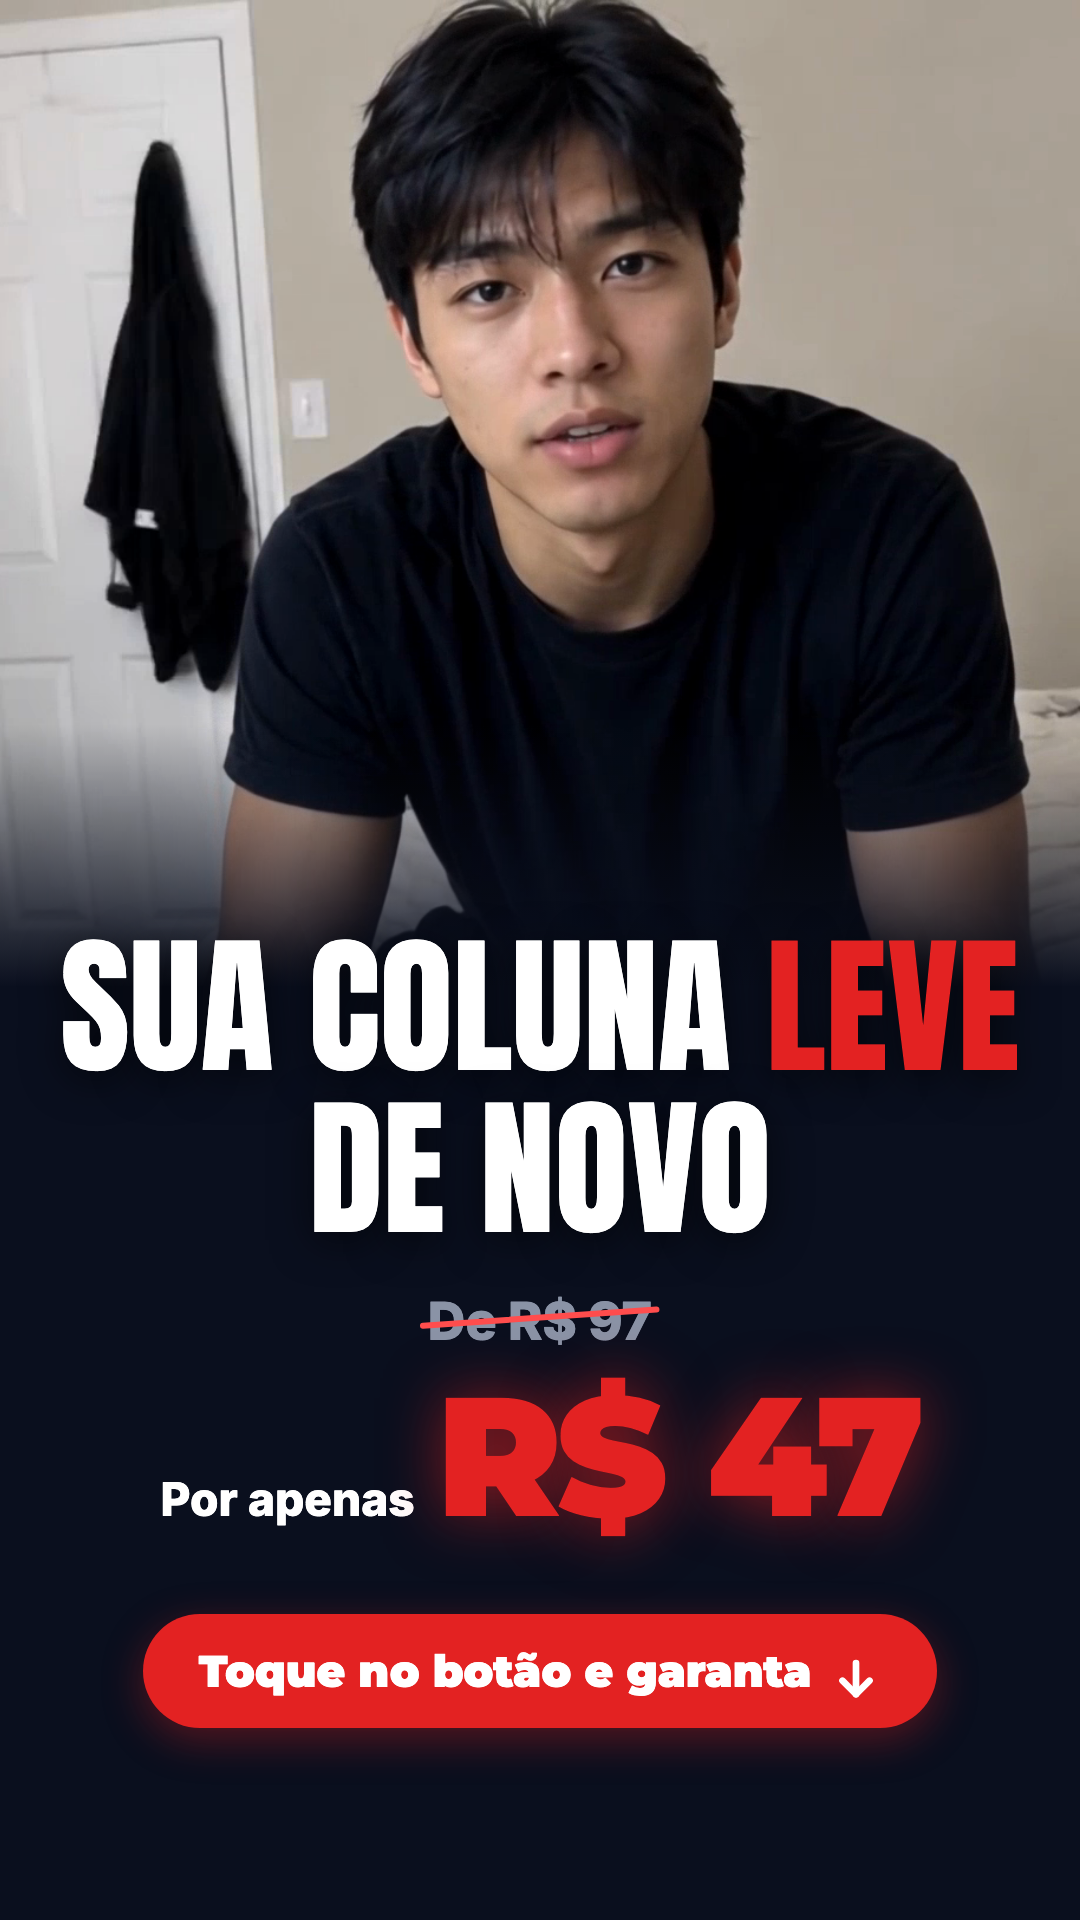 SUA COLUNA LEVE
DE NOVO
De R$ 97
Por apenas R$ 47
Toque no botão e garanta ↓